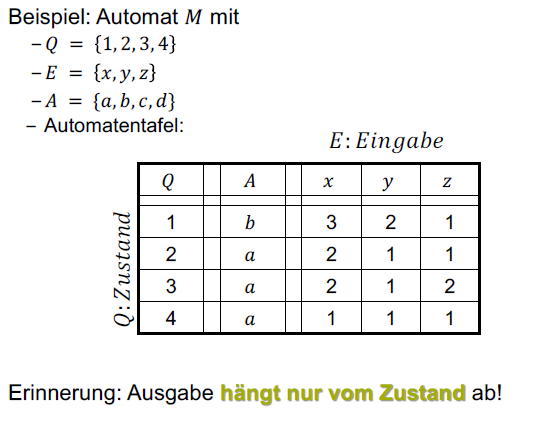 Beispiel: Automat M mit
– Q = {1,2,3,4}
– E = {x,y,z}
– A = {a,b,c,d}
– Automatentafel:
E: Eingabe
Q: Zustand
Q A x y z
1 b 3 2 1
2 a 2 1 1
3 a 2 1 2
4 a 1 1 1
Erinnerung: Ausgabe hängt nur vom Zustand ab!